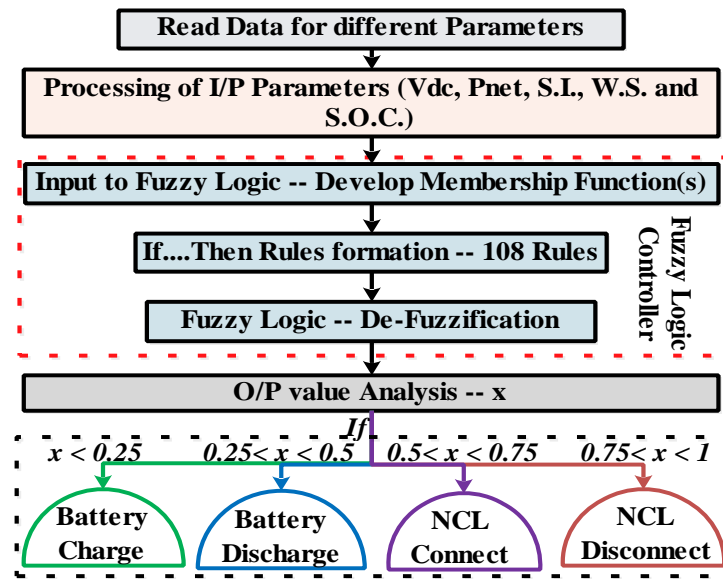 Read Data for different Parameters
Processing of I/P Parameters (Vdc, Pnet, S.I., W.S. and
S.O.C.)
Input to Fuzzy Logic -- Develop Membership Function(s)
If....Then Rules formation -- 108 Rules
Fuzzy Logic -- De-Fuzzification
Fuzzy Logic
Controller
O/P value Analysis -- x
If
x < 0.25
0.25< x < 0.5
0.5< x < 0.75
0.75< x < 1
Battery
Charge
Battery
Discharge
NCL
Connect
NCL
Disconnect